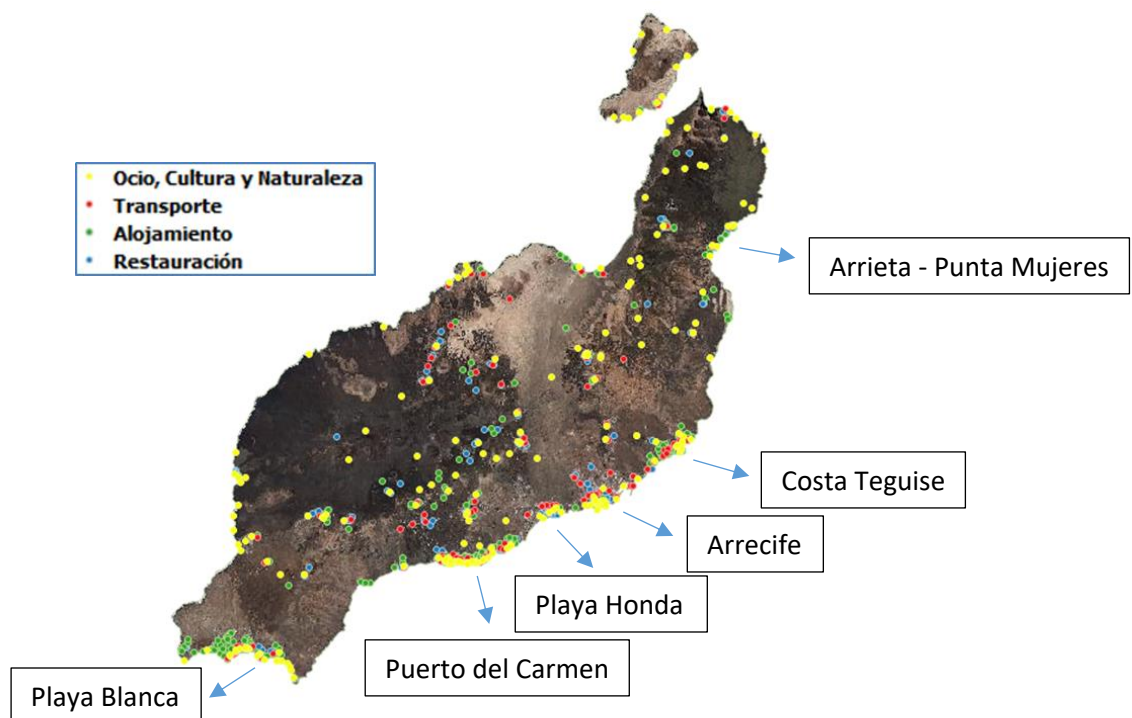 Ocio, Cultura y Naturaleza
Transporte
Alojamiento
Restauración
Arrieta - Punta Mujeres
Costa Teguise
Arrecife
Playa Honda
Puerto del Carmen
Playa Blanca